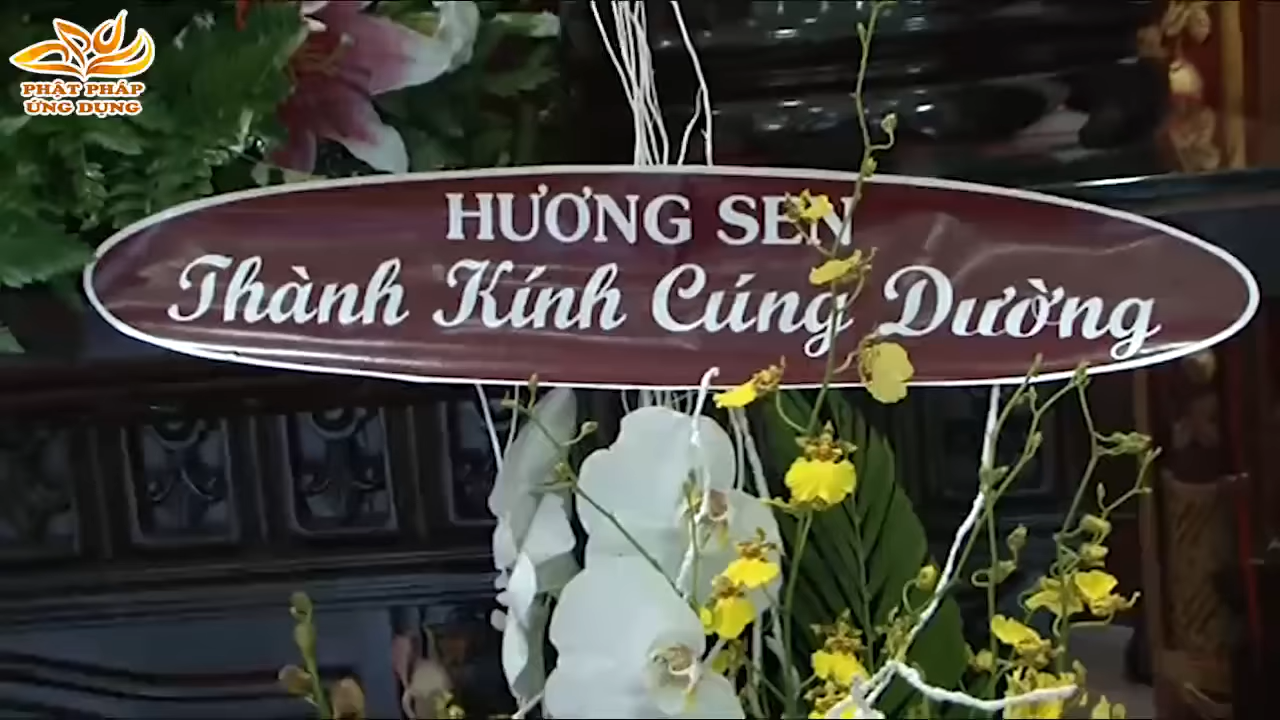 PHẬT PHÁP
ỨNG DỤNG
HƯƠNG SEN
Thành Kính Cúng Dường